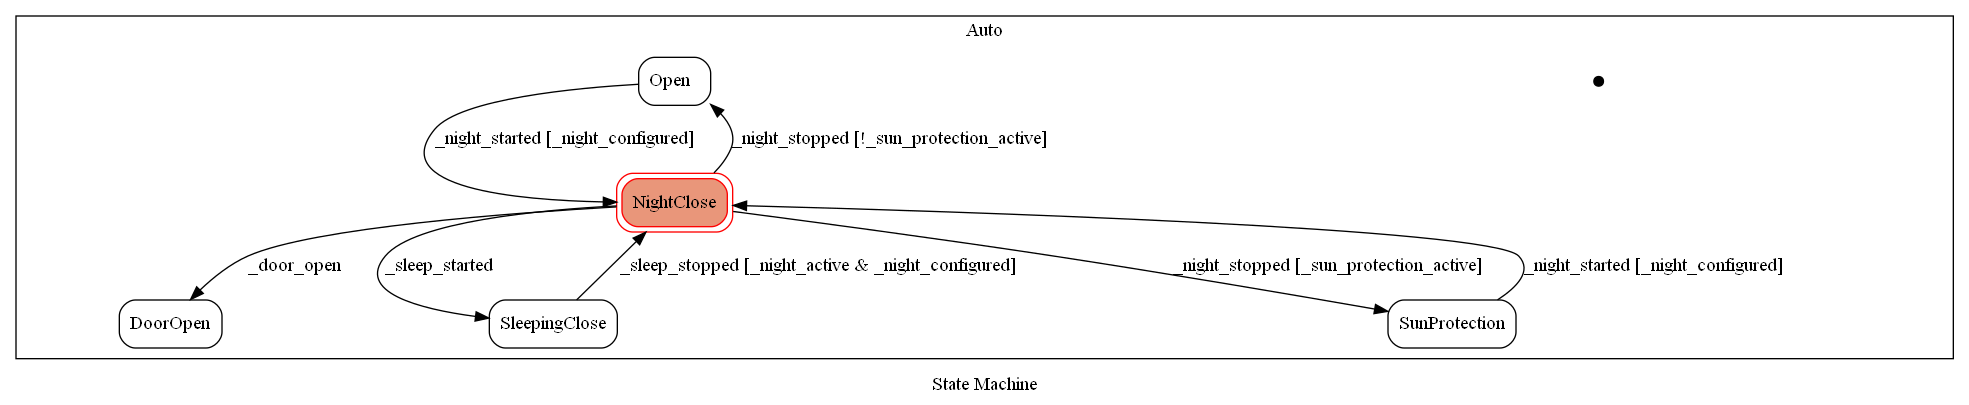 Auto
Open
_night_started [_night_configured]
_night_stopped [!_sun_protection_active]
NightClose
_door_open
_sleep_started
_sleep_stopped [_night_active & _night_configured]
_night_stopped [_sun_protection_active]
_night_started [_night_configured]
DoorOpen
SleepingClose
SunProtection
State Machine